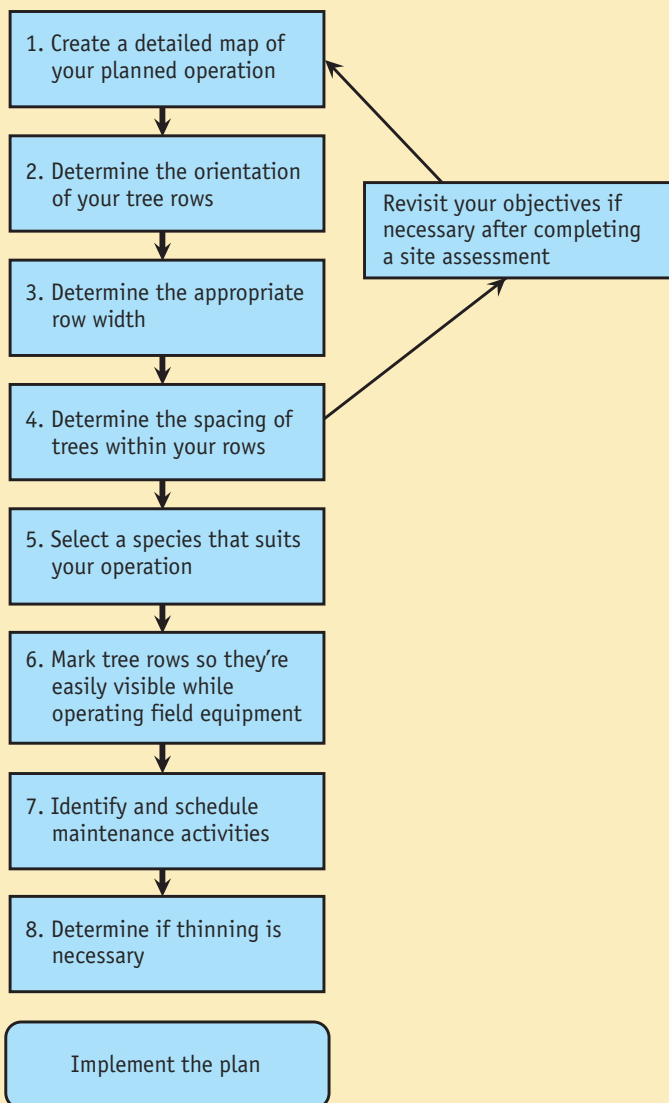 1. Create a detailed map of
your planned operation
2. Determine the orientation
of your tree rows
Revisit your objectives if
necessary after completing
a site assessment
3. Determine the appropriate
row width
4. Determine the spacing of
trees within your rows
5. Select a species that suits
your operation
6. Mark tree rows so they’re
easily visible while
operating field equipment
7. Identify and schedule
maintenance activities
8. Determine if thinning is
necessary
Implement the plan